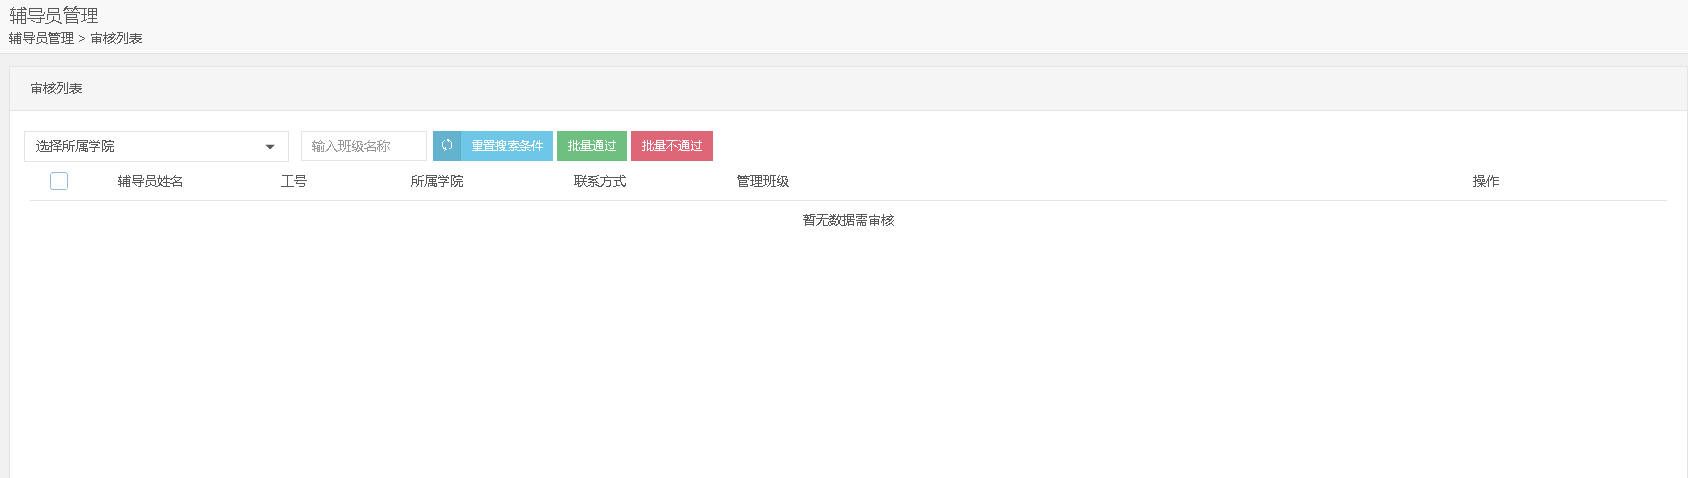 辅导员管理
辅导员管理 > 审核列表
审核列表
选择所属学院 输入班级名称 重置搜索条件 批量通过 批量不通过
辅导员姓名 工号 所属学院 联系方式 管理班级 操作
暂无数据需审核